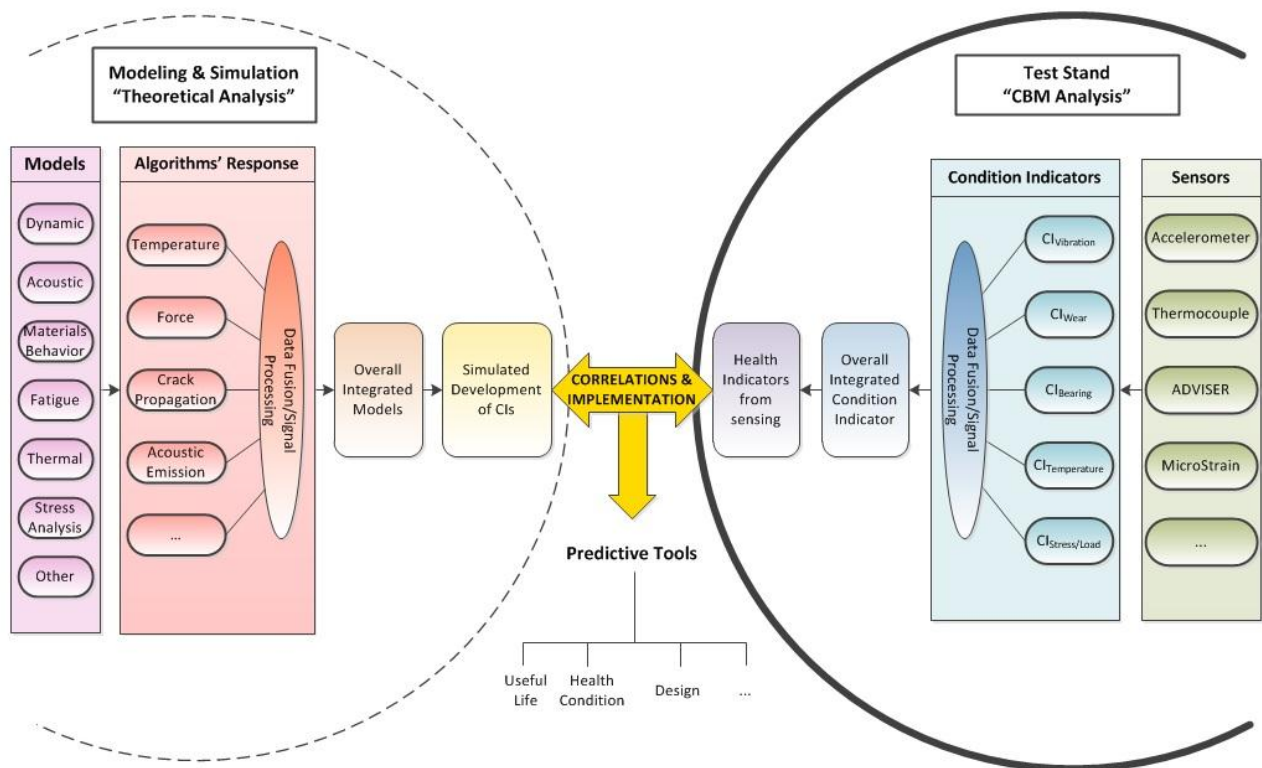 Modeling & Simulation
“Theoretical Analysis”
Models
Dynamic
Acoustic
Materials
Behavior
Fatigue
Thermal
Stress
Analysis
Other
Algorithms’ Response
Temperature
Force
Crack
Propagation
Acoustic
Emission
...
Data Fusion/Signal
Processing
Overall
Integrated
Models
Simulated
Development
of CIs
CORRELATIONS &
IMPLEMENTATION
Predictive Tools
Useful
Life
Health
Condition
Design
...
Test Stand
“CBM Analysis”
Health
Indicators
from
sensing
Overall
Integrated
Condition
Indicator
Condition Indicators
Data Fusion/Signal
Processing
CIVibration
CIWear
CIBearing
CITemperature
CIStress/Load
Sensors
Accelerometer
Thermocouple
ADVISER
MicroStrain
...